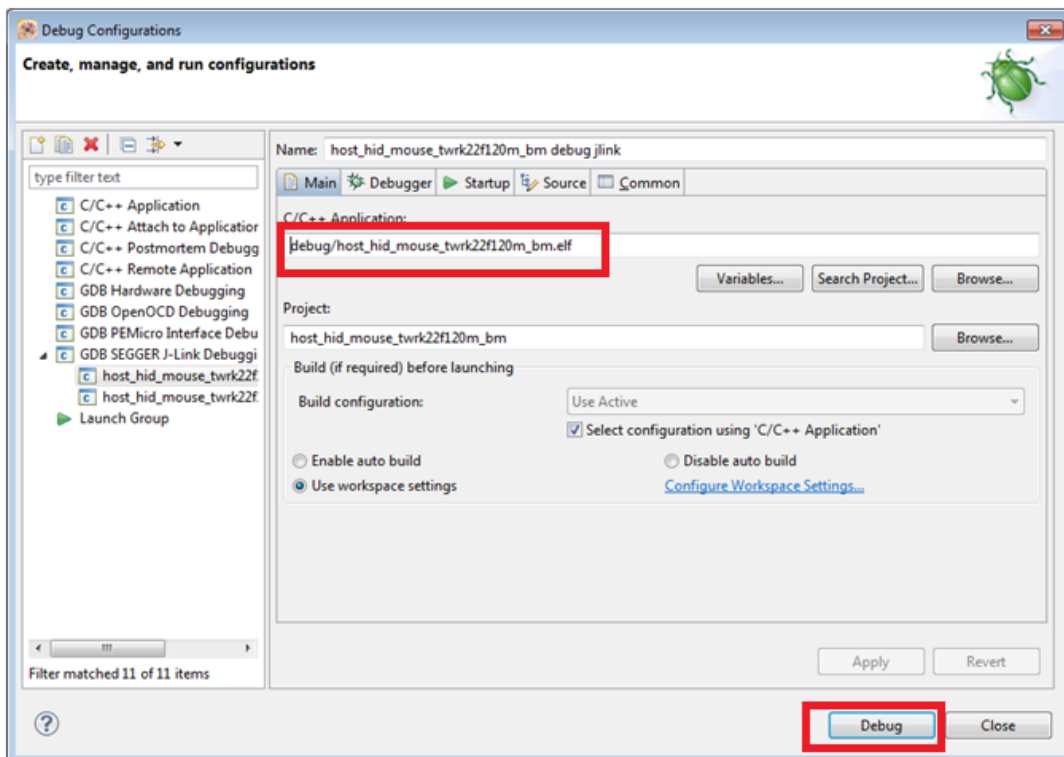 Debug Configurations
Create, manage, and run configurations
type filter text
C/C++ Application
C/C++ Attach to Application
C/C++ Postmortem Debugg
C/C++ Remote Application
GDB Hardware Debugging
GDB OpenOCD Debugging
GDB PEMicro Interface Debu
GDB SEGGER J-Link Debuggi
host_hid_mouse_twrk22f
host_hid_mouse_twrk22f.
Launch Group
Filter matched 11 of 11 items
Name: host_hid_mouse_twrk22f120m_bm debug jlink
Main Debugger Startup Source Common
C/C++ Application:
debug/host_hid_mouse_twrk22f120m_bm.elf
Variables... Search Project... Browse...
Project:
host_hid_mouse_twrk22f120m_bm Browse...
Build (if required) before launching
Build configuration: Use Active
Select configuration using 'C/C++ Application'
Enable auto build Disable auto build
Use workspace settings Configure Workspace Settings...
Apply Revert
Debug Close